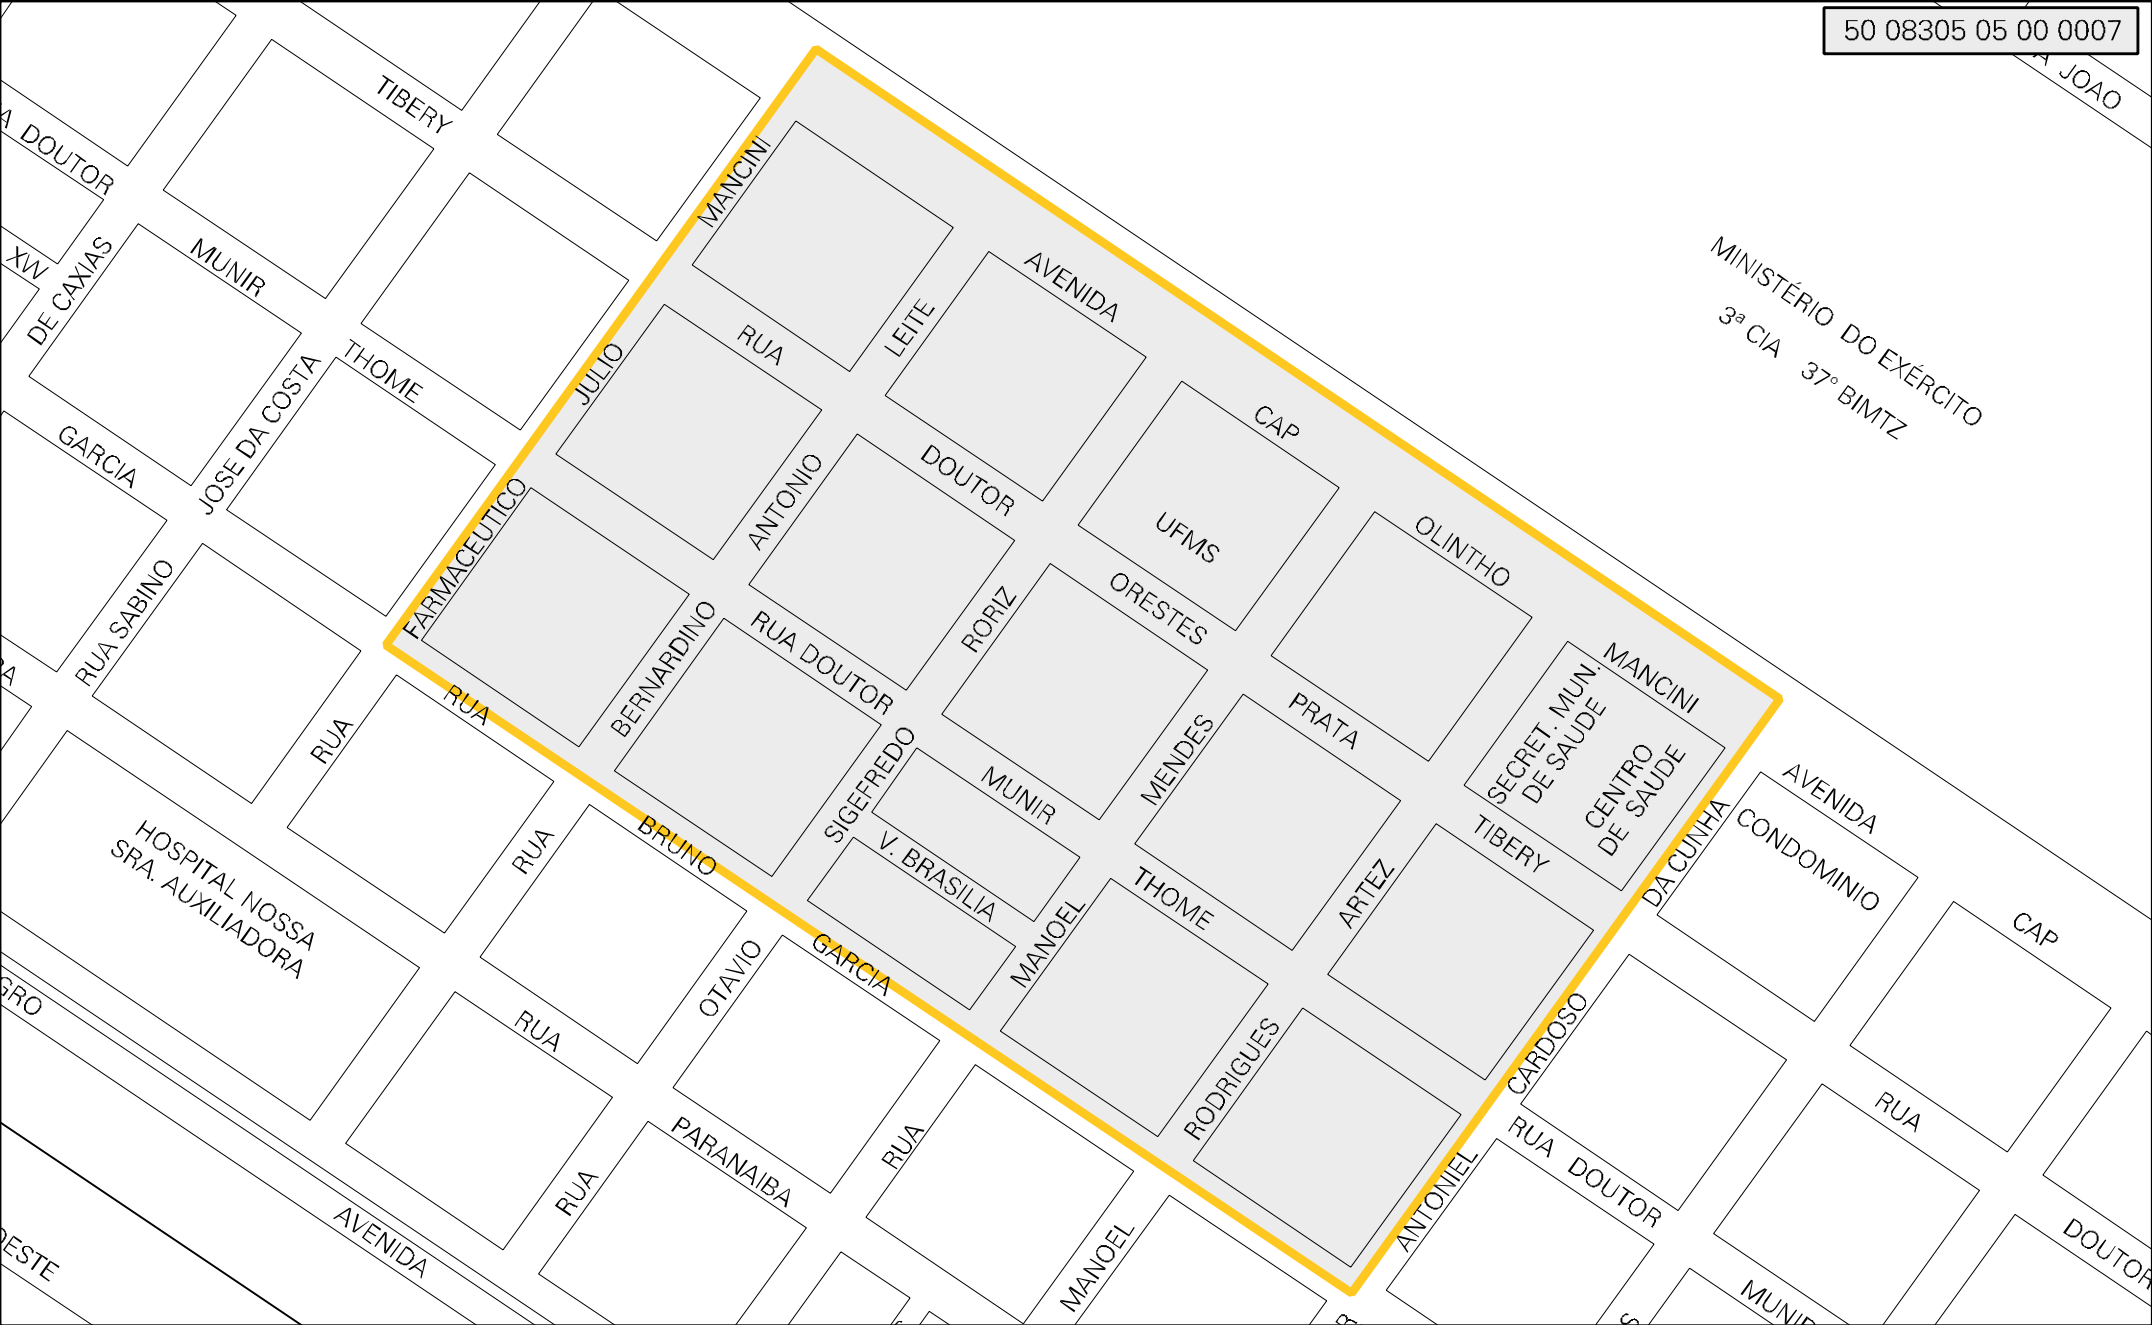 50 08305 05 00 0007
JOAO
TIBERY
DOUTOR
MANCINI
XW
DE CAXIAS
MUNIR
AVENIDA
MINISTÉRIO DO EXÉRCITO
3ª CIA 37° BIMTZ
LEITE
RUA
JULIO
THOME
JOSE DA COSTA
CAP
GARCIA
DOUTOR
ANTONIO
FARMACEUTICO
UFMS
OLINTHO
ORESTES
RUA SABINO
RORIZ
BERNARDINO
RUA DOUTOR
MANCINI
SECRET. MUN.
DE SAUDE
CENTRO
DE SAUDE
RUA
RUA
PRATA
MENDES
SIGEFREDO
MUNIR
AVENIDA
DA CUNHA
CONDOMINIO
TIBERY
BRUNO
RUA
V. BRASILIA
HOSPITAL NOSSA
SRA. AUXILIADORA
THOME
ARTEZ
MANOEL
CAP
GARCIA
OTAVIO
GRO
RUA
CARDOSO
RODRIGUES
RUA
RUA DOUTOR
PARANAIBA
RUA
RUA
ANTONIEL
AVENIDA
MANOEL
DOUTOR
OESTE
MUNIR